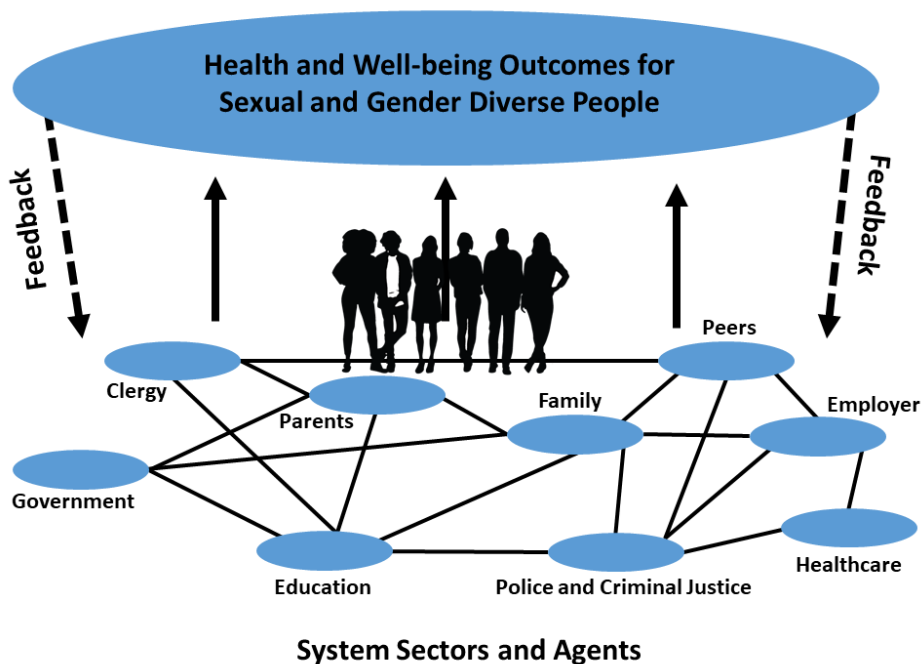 Health and Well-being Outcomes for
Sexual and Gender Diverse People
Feedback
Feedback
Peers
Clergy
Parents
Family
Employer
Government
Education
Police and Criminal Justice
Healthcare
System Sectors and Agents